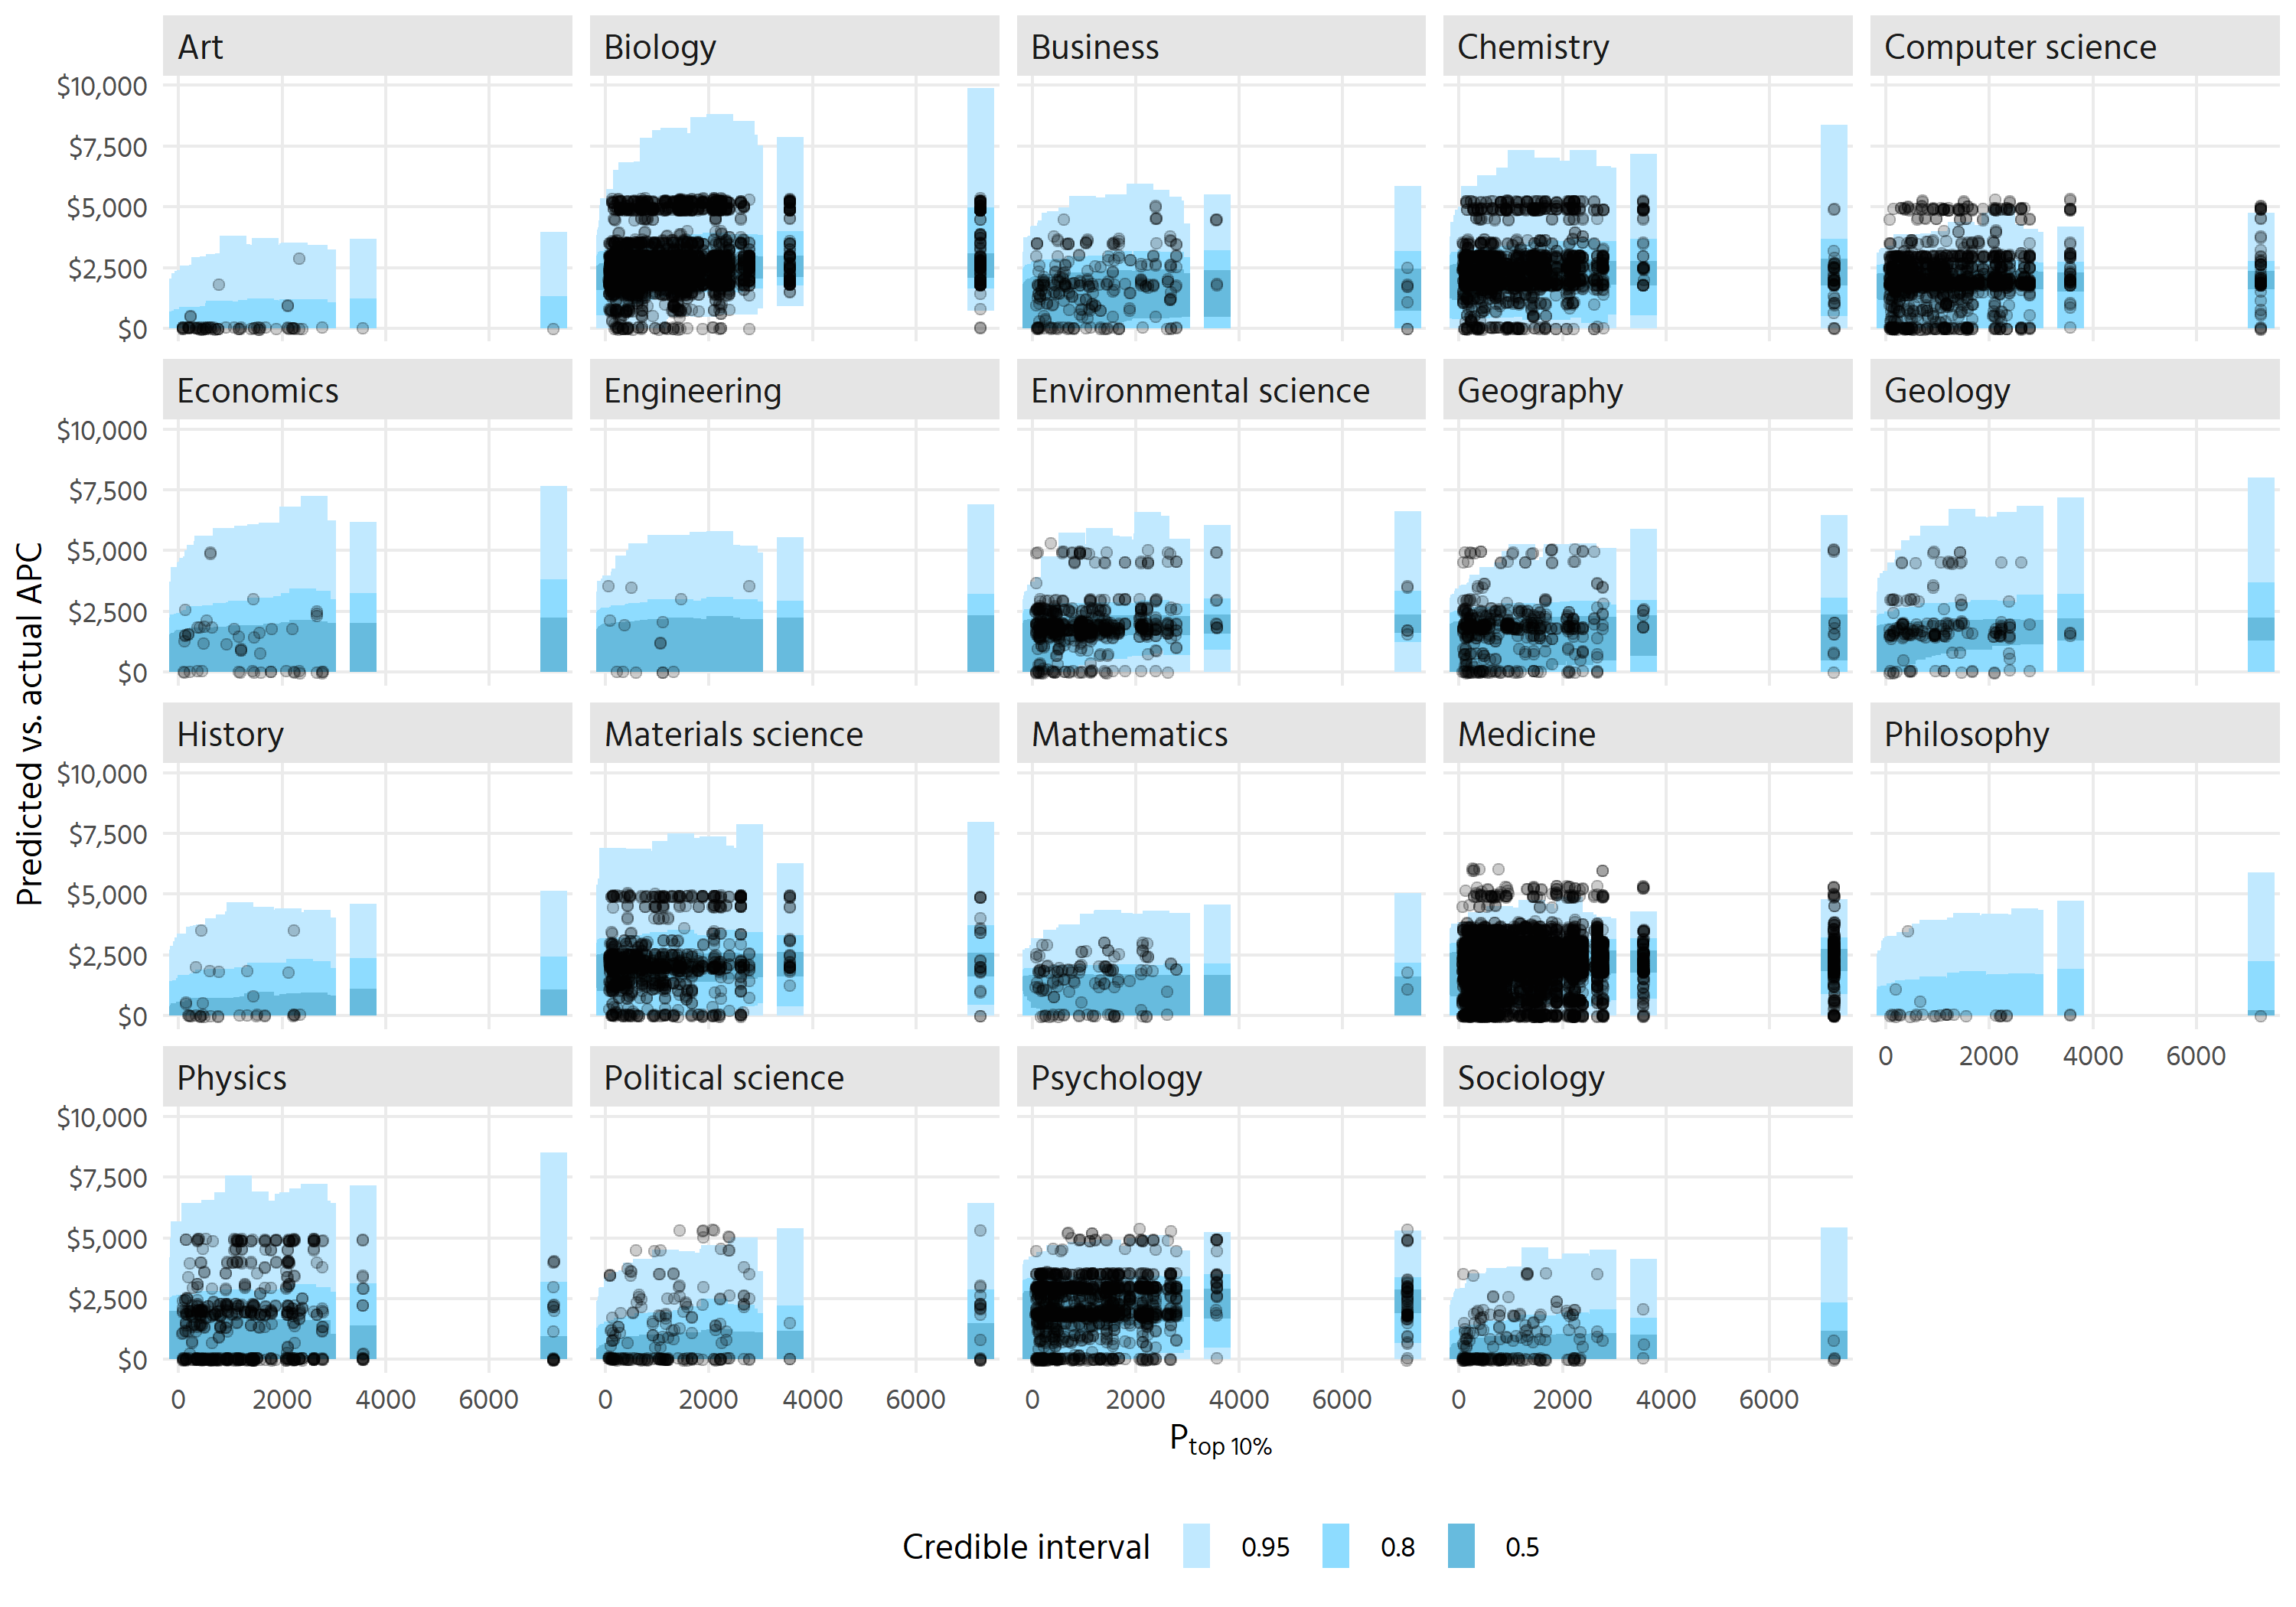 Art Biology Business Chemistry Computer science
$10,000
$7,500
$5,000
$2,500
$0
Economics Engineering Environmental science Geography Geology
$10,000
$7,500
$5,000
$2,500
$0
Predicted vs. actual APC
History Materials science Mathematics Medicine Philosophy
$10,000
$7,500
$5,000
$2,500
$0
0 2000 4000 6000
Physics Political science Psychology Sociology
$10,000
$7,500
$5,000
$2,500
$0
0 2000 4000 6000 0 2000 4000 6000 0 2000 4000 6000 0 2000 4000 6000
P top 10%
Credible interval 0.95 0.8 0.5